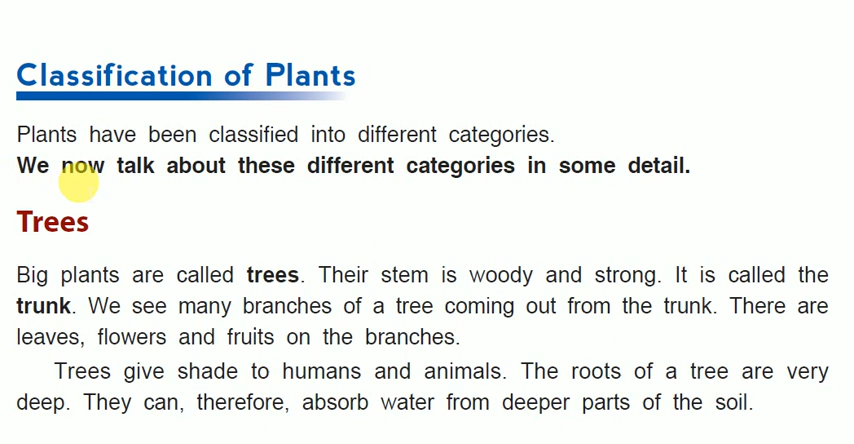 Classification of Plants
Plants have been classified into different categories.
We now talk about these different categories in some detail.
Trees
Big plants are called trees. Their stem is woody and strong. It is called the
trunk. We see many branches of a tree coming out from the trunk. There are
leaves, flowers and fruits on the branches.
Trees give shade to humans and animals. The roots of a tree are very
deep. They can, therefore, absorb water from deeper parts of the soil.